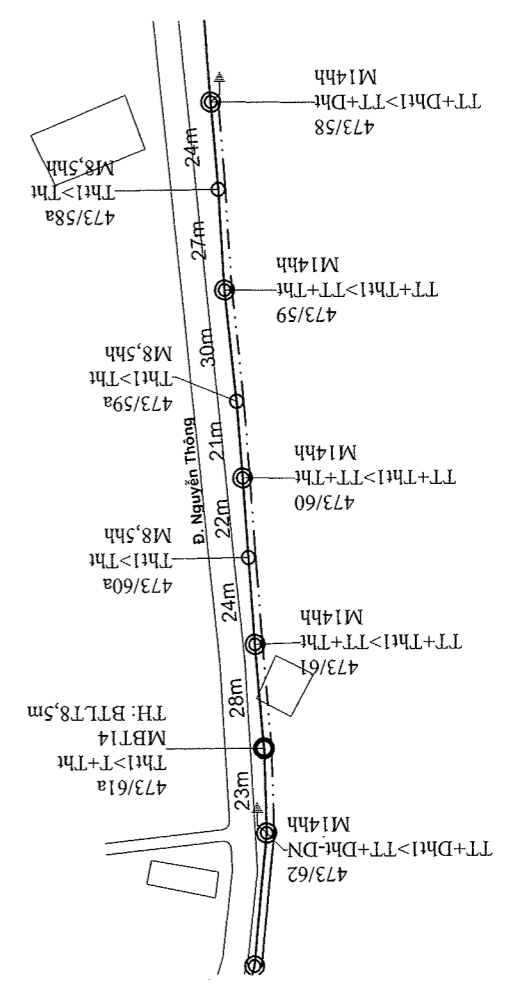 473/58
TT+Dht1>TT+Dht
M14hh
24m
473/58a
Tht1>Tht
M8,5hh
27m
473/59
TT+Tht1>TT+Tht
M14hh
30m
473/59a
Tht1>Tht
M8,5hh
21m
Đ. Nguyễn Thông
473/60
TT+Tht1>TT+Tht
M14hh
22m
473/60a
Tht1>Tht
M8,5hh
24m
473/61
TT+Tht1>TT+Tht
M14hh
28m
473/61a
Tht1>T+Tht
MBT14
TH: BTLT8,5m
23m
473/62
TT+Dht1>TT+Dht-DN
M14hh